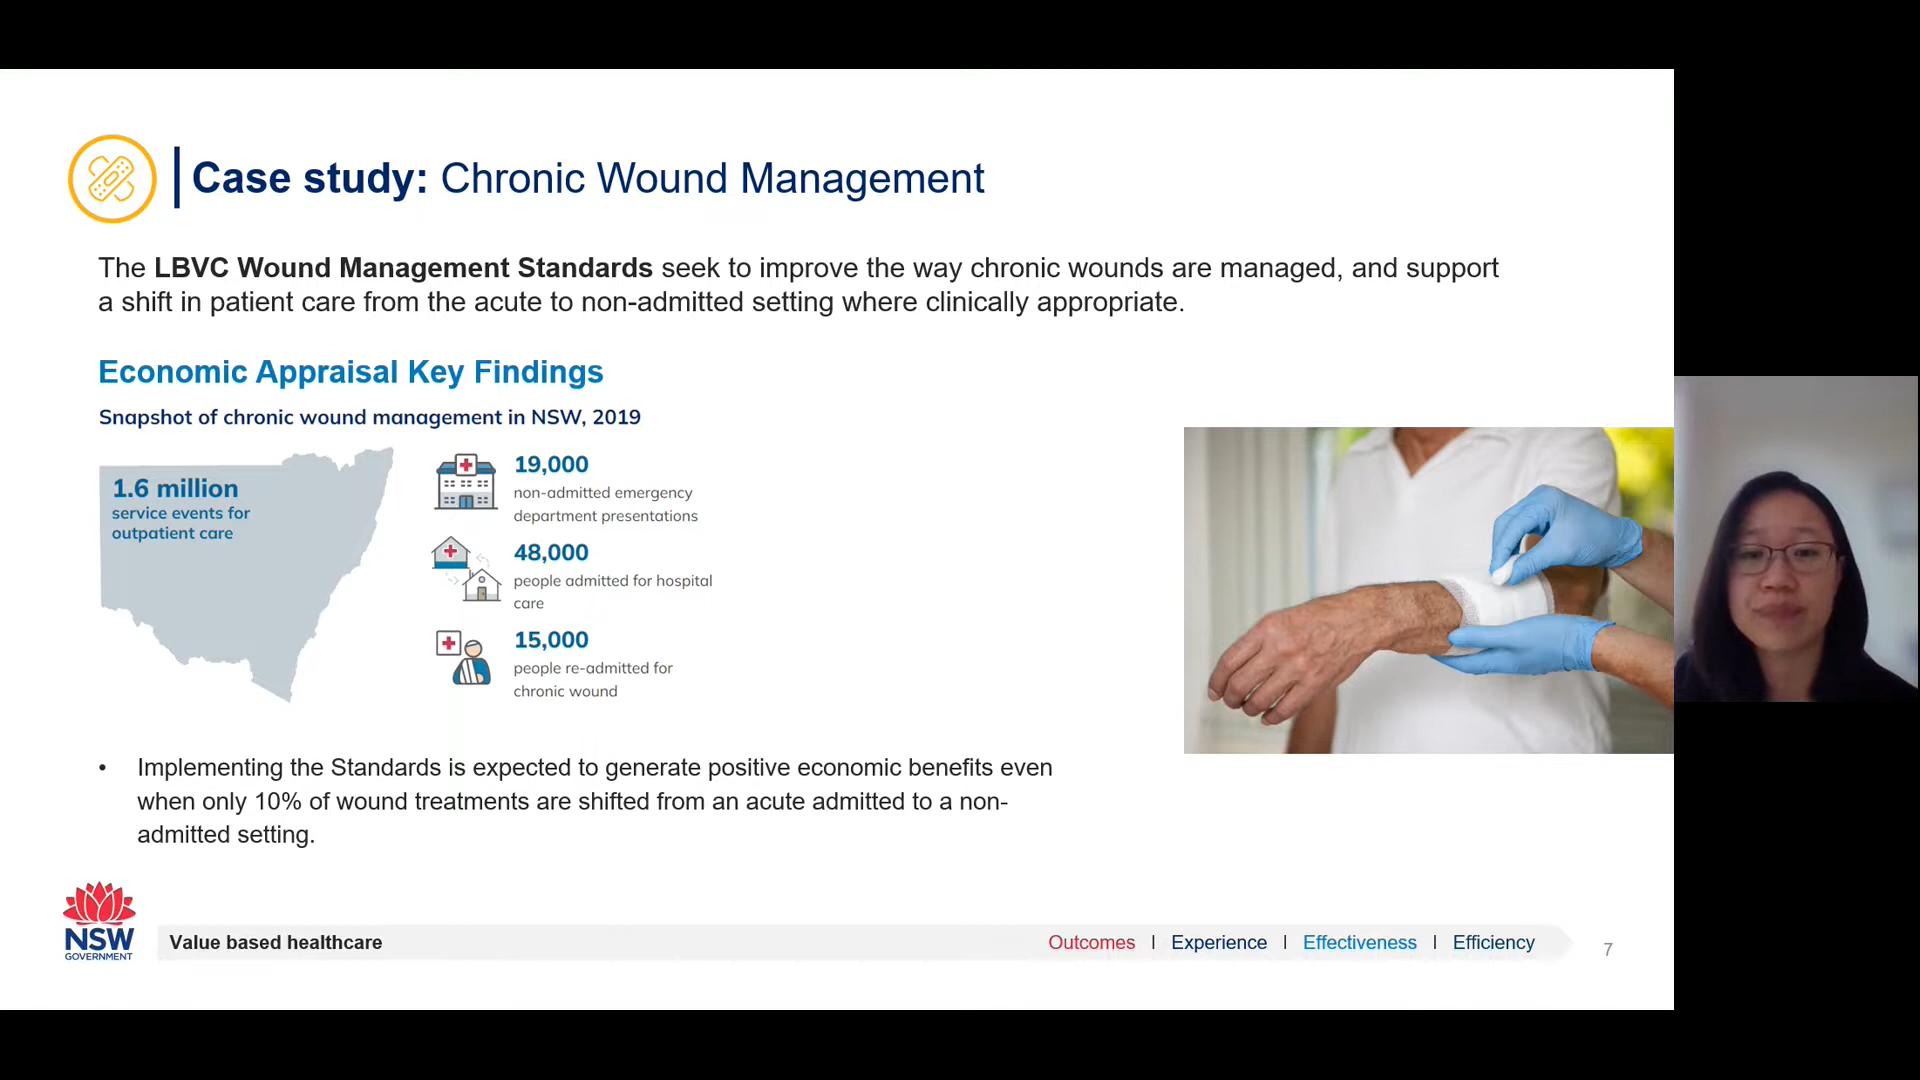 Case study: Chronic Wound Management
The LBVC Wound Management Standards seek to improve the way chronic wounds are managed, and support
a shift in patient care from the acute to non-admitted setting where clinically appropriate.
Economic Appraisal Key Findings
Snapshot of chronic wound management in NSW, 2019
1.6 million
service events for
outpatient care
19,000
non-admitted emergency
department presentations
48,000
people admitted for hospital
care
15,000
people re-admitted for
chronic wound
• Implementing the Standards is expected to generate positive economic benefits even
when only 10% of wound treatments are shifted from an acute admitted to a non-
admitted setting.
NSW
GOVERNMENT
Value based healthcare
Outcomes | Experience | Effectiveness | Efficiency
7